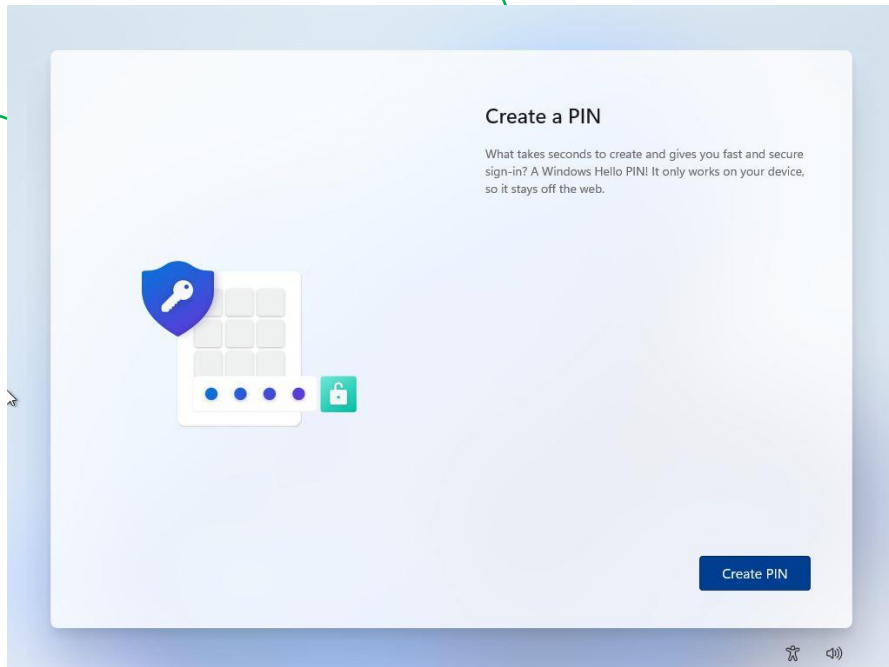 Create a PIN
What takes seconds to create and gives you fast and secure
sign-in? A Windows Hello PIN! It only works on your device,
so it stays off the web.
Create PIN